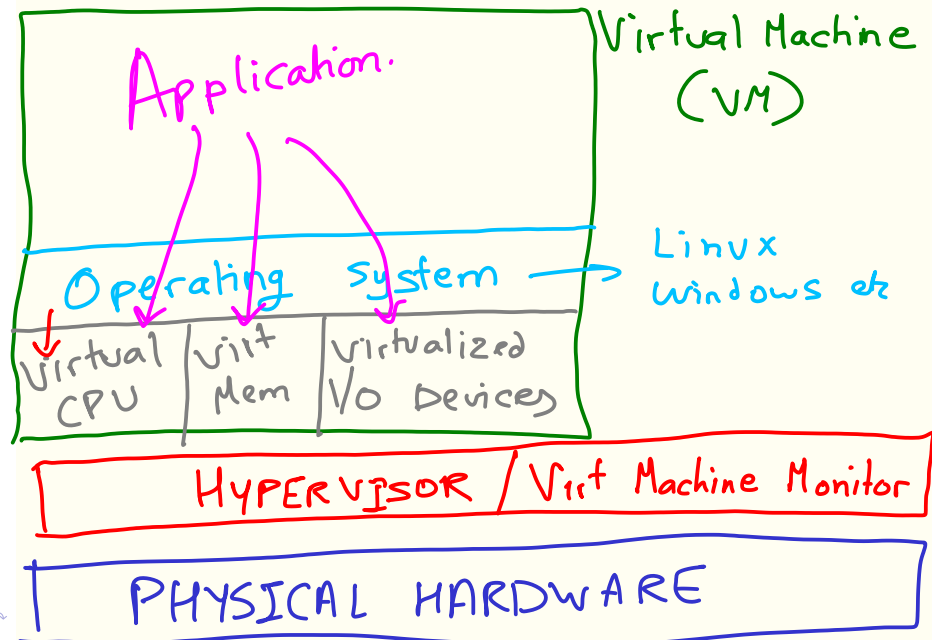 Virtual Machine
(VM)
Application.
Operating System
Linux
Windows etc
Virtual
CPU
Virt
Mem
Virtualized
I/O Devices
HYPERVISOR / Virt Machine Monitor
PHYSICAL HARDWARE